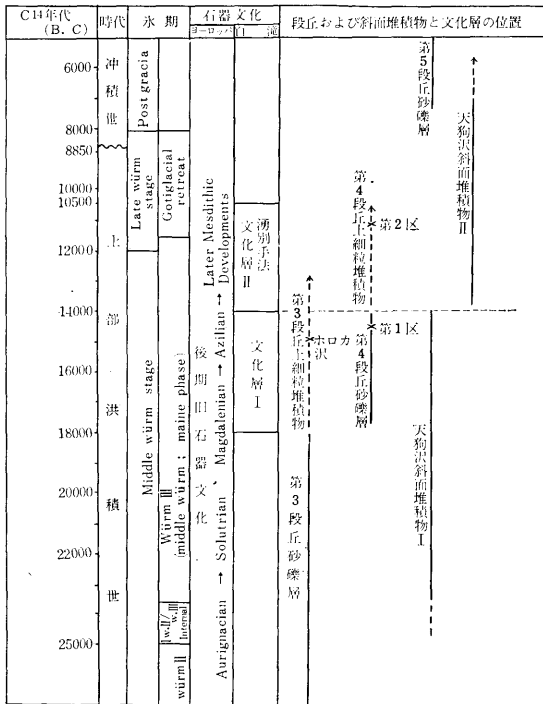 C14年代
(B. C)
時代
氷期
石器文化
ヨーロッパ
白滝
段丘および斜面堆積物と文化層の位置
6000
8000
8850
10000
10500
12000
14000
16000
18000
20000
22000
25000
冲積世
上部洪積世
Post gracia
Late würm stage
Middle würm stage
Gotiglacial retreat
Würm III (middle würm ; maine phase)
w.II/w.III Internal
würm II
後期旧石器文化
Aurignacian → Solutrian → Magdalenian → Azilian → Later Mesdithic Developments
湧別手法
文化層II
文化層I
第3段丘上細粒堆積物
第3段丘砂礫層
ホロカ沢
第4段丘上細粒堆積物
第4段丘砂礫層
第2区
第1区
第5段丘砂礫層
天狗沢斜面堆積物II
天狗沢斜面堆積物I